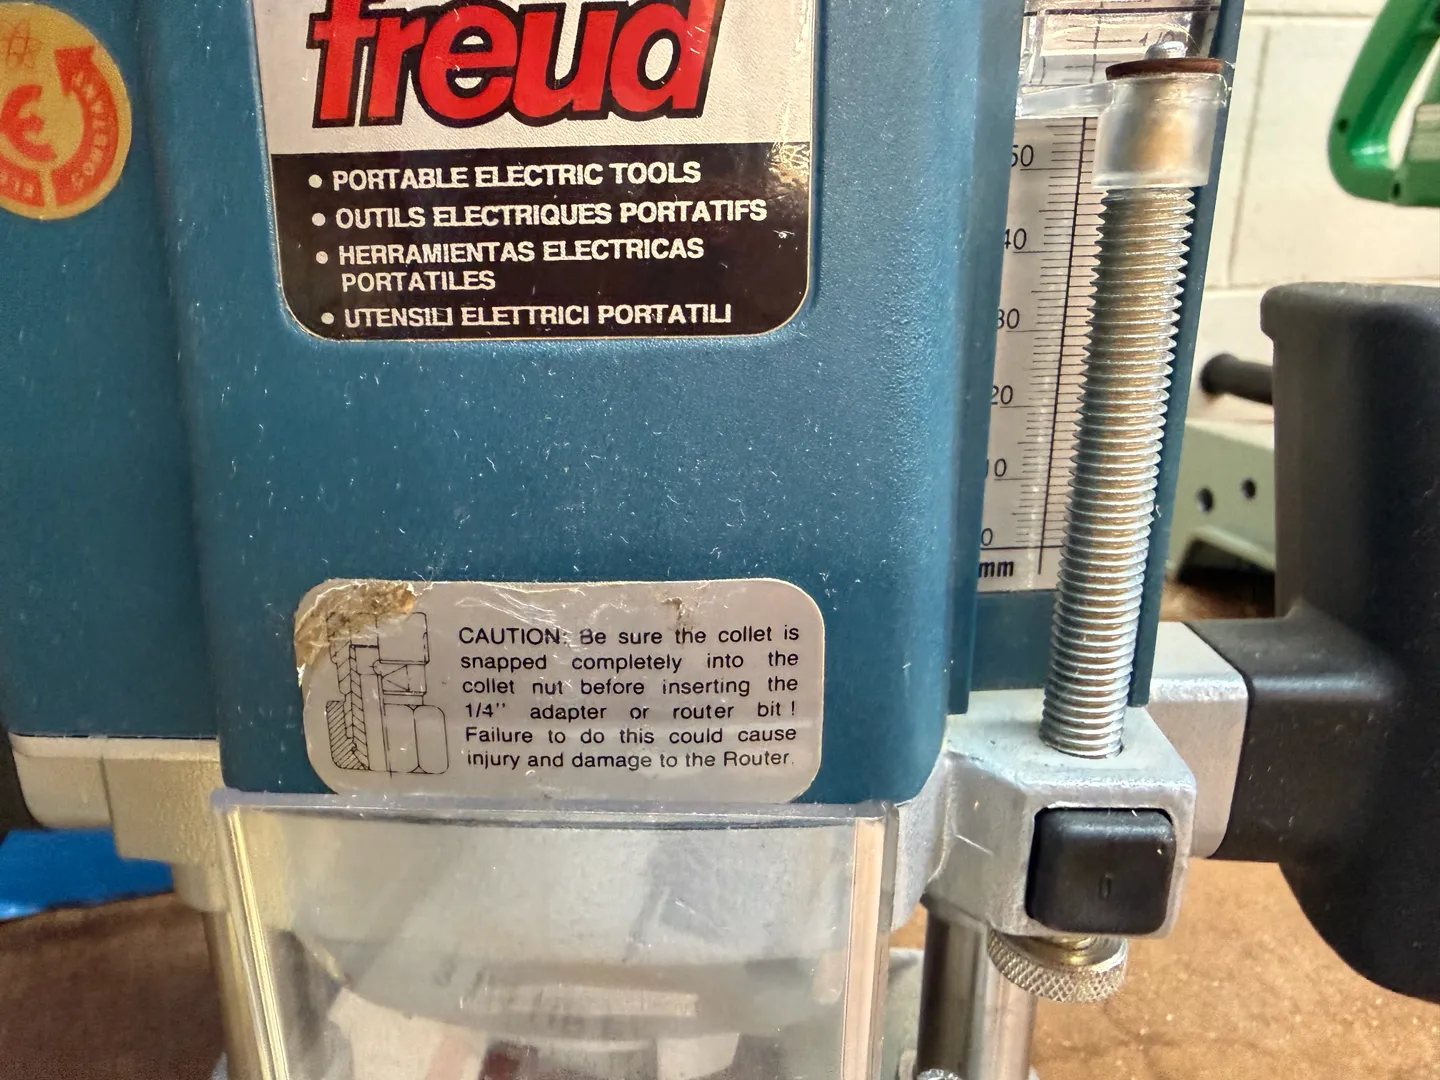 freud
• PORTABLE ELECTRIC TOOLS
• OUTILS ELECTRIQUES PORTATIFS
• HERRAMIENTAS ELECTRICAS
PORTATILES
• UTENSILI ELETTRICI PORTATILI
50
40
30
20
10
0
mm
CAUTION: Be sure the collet is
snapped completely into the
collet nut before inserting the
1/4" adapter or router bit !
Failure to do this could cause
injury and damage to the Router.